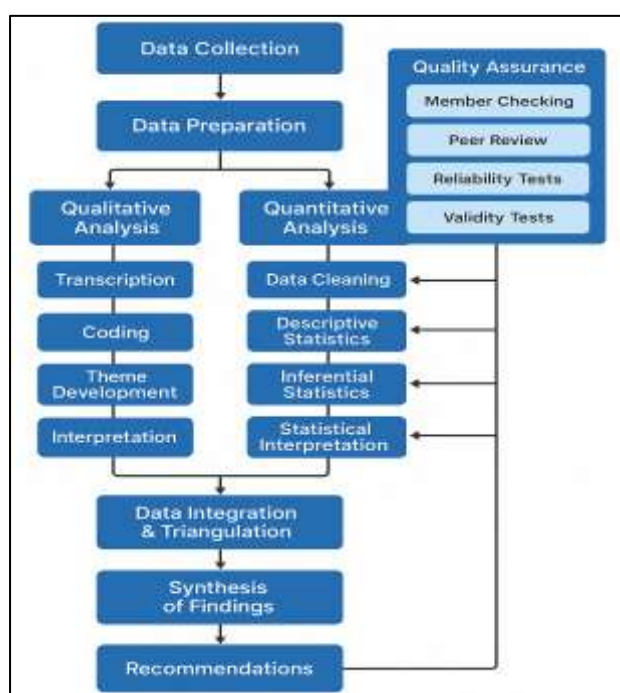 Data Collection
Data Preparation
Qualitative
Analysis
Transcription
Coding
Theme
Development
Interpretation
Quantitative
Analysis
Data Cleaning
Descriptive
Statistics
Inferential
Statistics
Statistical
Interpretation
Quality Assurance
Member Checking
Peer Review
Reliability Tests
Validity Tests
Data Integration
& Triangulation
Synthesis
of Findings
Recommendations